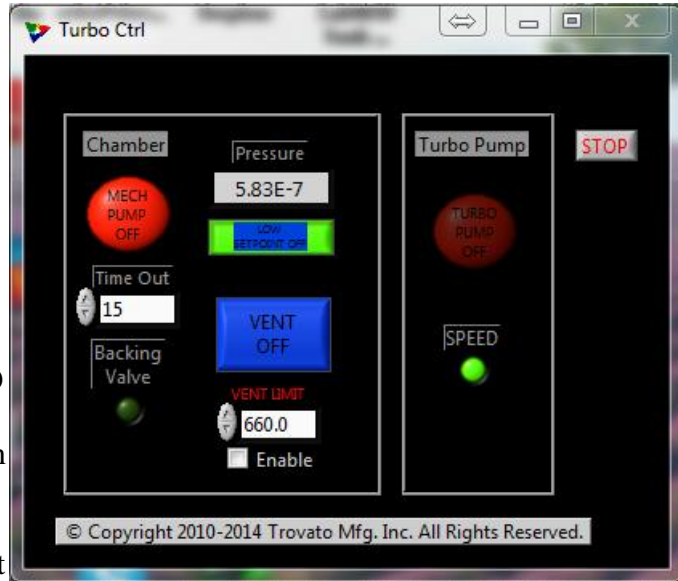 Turbo Ctrl
Chamber
Pressure
5.83E-7
MECH
PUMP
OFF
LOW
SETPOINT OFF
Time Out
15
VENT
OFF
Backing
Valve
VENT LIMIT
660.0
Enable
Turbo Pump
TURBO
PUMP
OFF
SPEED
STOP
© Copyright 2010-2014 Trovato Mfg. Inc. All Rights Reserved.